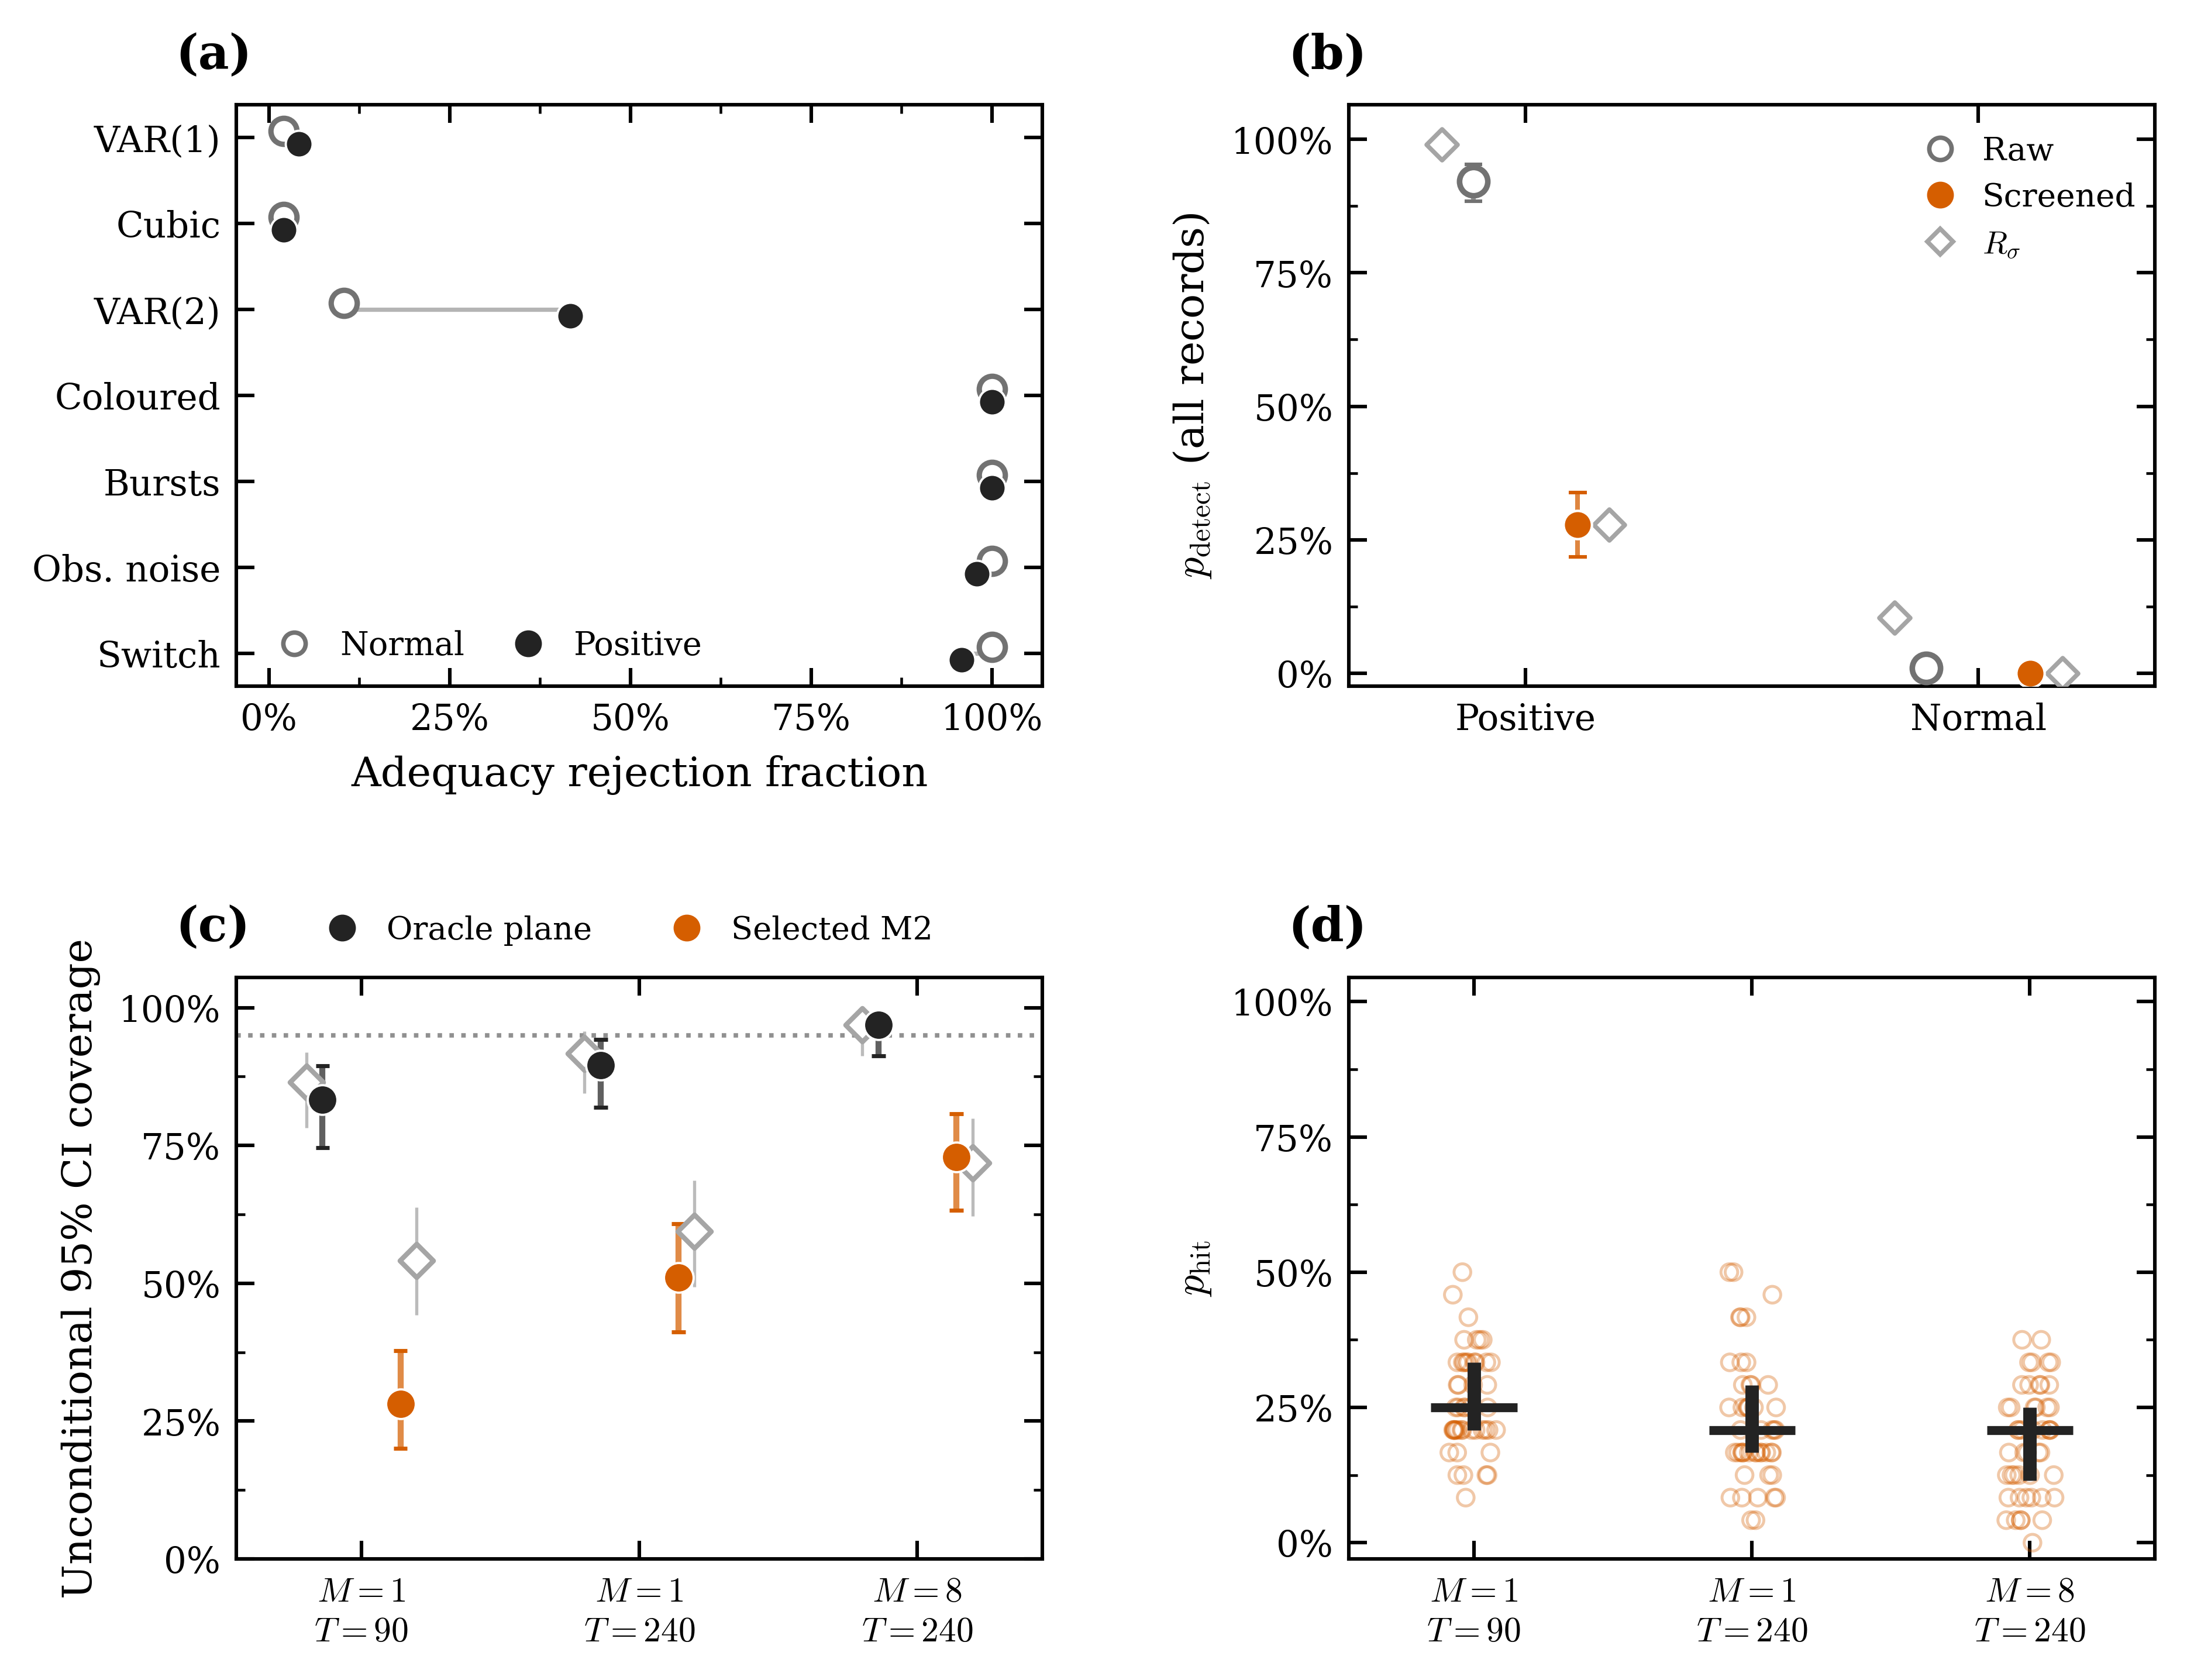 (a)
VAR(1)
Cubic
VAR(2)
Coloured
Bursts
Obs. noise
Switch
Normal
Positive
0%
25%
50%
75%
100%
Adequacy rejection fraction
(b)
p_detect (all records)
100%
75%
50%
25%
0%
Raw
Screened
R_σ
Positive
Normal
(c)
Oracle plane
Selected M2
Unconditional 95% CI coverage
100%
75%
50%
25%
0%
M = 1
T = 90
M = 1
T = 240
M = 8
T = 240
(d)
p_hit
100%
75%
50%
25%
0%
M = 1
T = 90
M = 1
T = 240
M = 8
T = 240